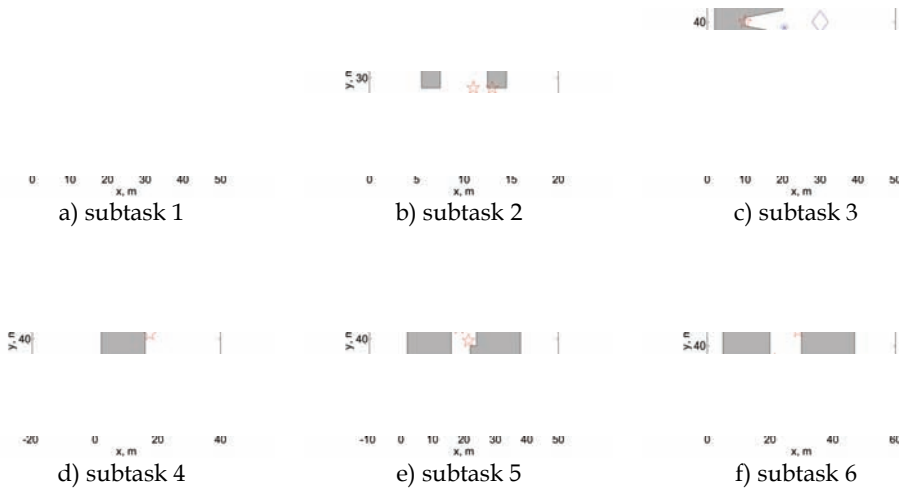 40
0 10 20 30 40 50
30
y,
0 10 20 30 40 50
x, m
0 5 10 15 20
x, m
x, m
a) subtask 1
b) subtask 2
c) subtask 3
y, 40
y, 40
y, 40
-20 0 20 40
x, m
-10 0 10 20 30 40 50
x, m
0 20 40 60
x, m
d) subtask 4
e) subtask 5
f) subtask 6